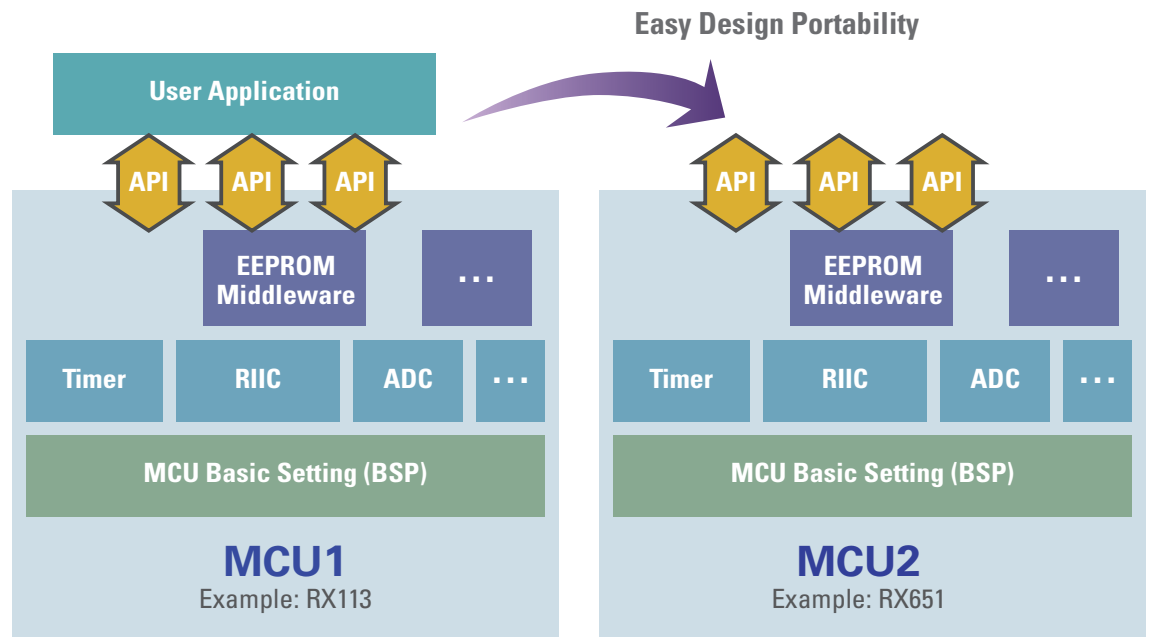 Easy Design Portability
User Application
API API API
API API API
EEPROM
Middleware
...
EEPROM
Middleware
...
Timer RIIC ADC ...
Timer RIIC ADC ...
MCU Basic Setting (BSP)
MCU Basic Setting (BSP)
MCU1
Example: RX113
MCU2
Example: RX651